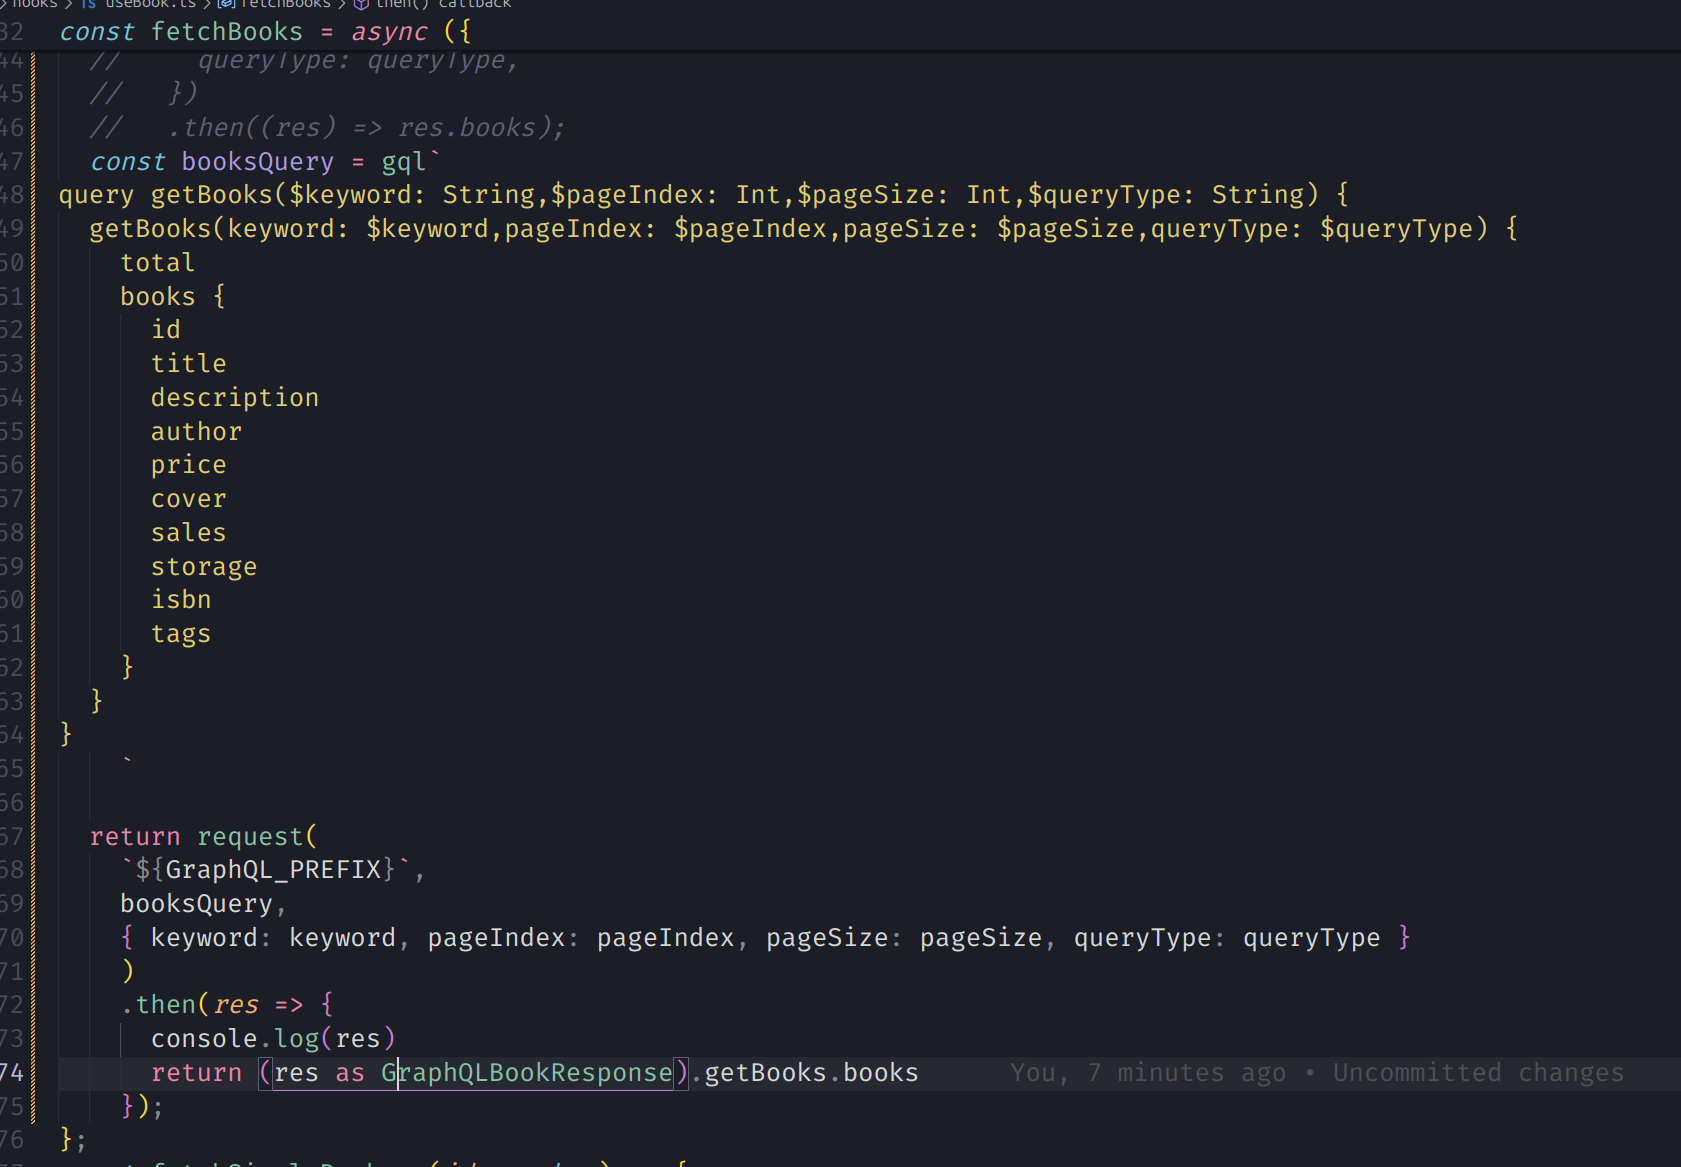 hooks > TS useBook.ts > fetchBooks > then() callback
32 const fetchBooks = async ({
44 // queryType: queryType,
45 // })
46 // .then((res) => res.books);
47 const booksQuery = gql`
48 query getBooks($keyword: String,$pageIndex: Int,$pageSize: Int,$queryType: String) {
49 getBooks(keyword: $keyword,pageIndex: $pageIndex,pageSize: $pageSize,queryType: $queryType) {
50 total
51 books {
52 id
53 title
54 description
55 author
56 price
57 cover
58 sales
59 storage
60 isbn
61 tags
62 }
63 }
64 }
65 `
66
67 return request(
68 `${GraphQL_PREFIX}`,
69 booksQuery,
70 { keyword: keyword, pageIndex: pageIndex, pageSize: pageSize, queryType: queryType }
71 )
72 .then(res => {
73 console.log(res)
74 return (res as GraphQLBookResponse).getBooks.books You, 7 minutes ago • Uncommitted changes
75 });
76 };